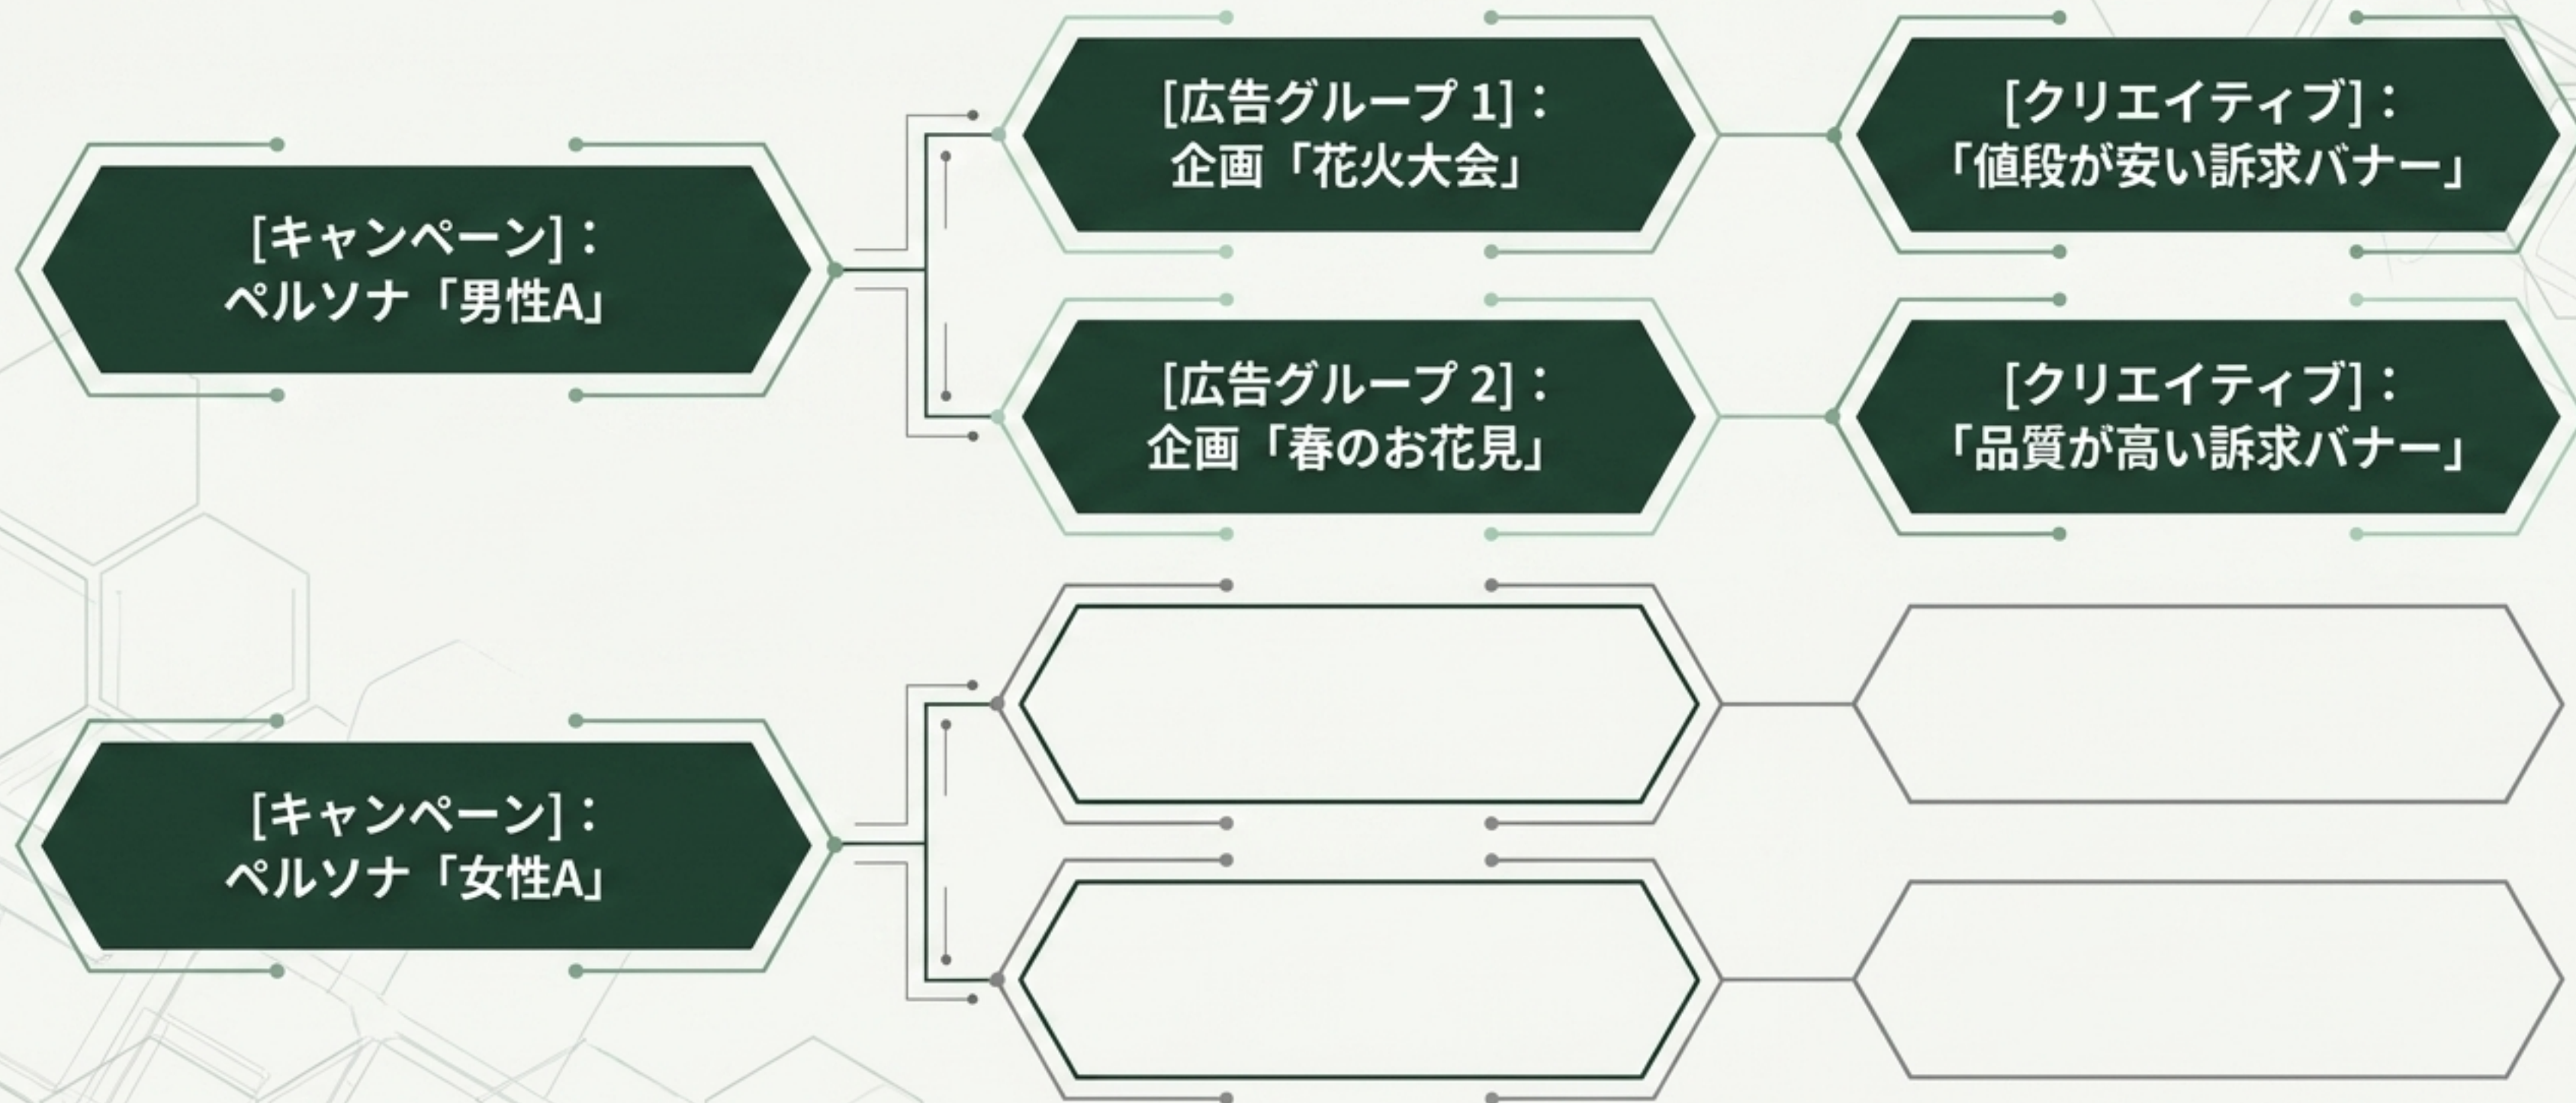 [キャンペーン]：
ペルソナ「男性A」
[広告グループ 1]：
企画「花火大会」
[クリエイティブ]：
「値段が安い訴求バナー」
[広告グループ 2]：
企画「春のお花見」
[クリエイティブ]：
「品質が高い訴求バナー」
[キャンペーン]：
ペルソナ「女性A」